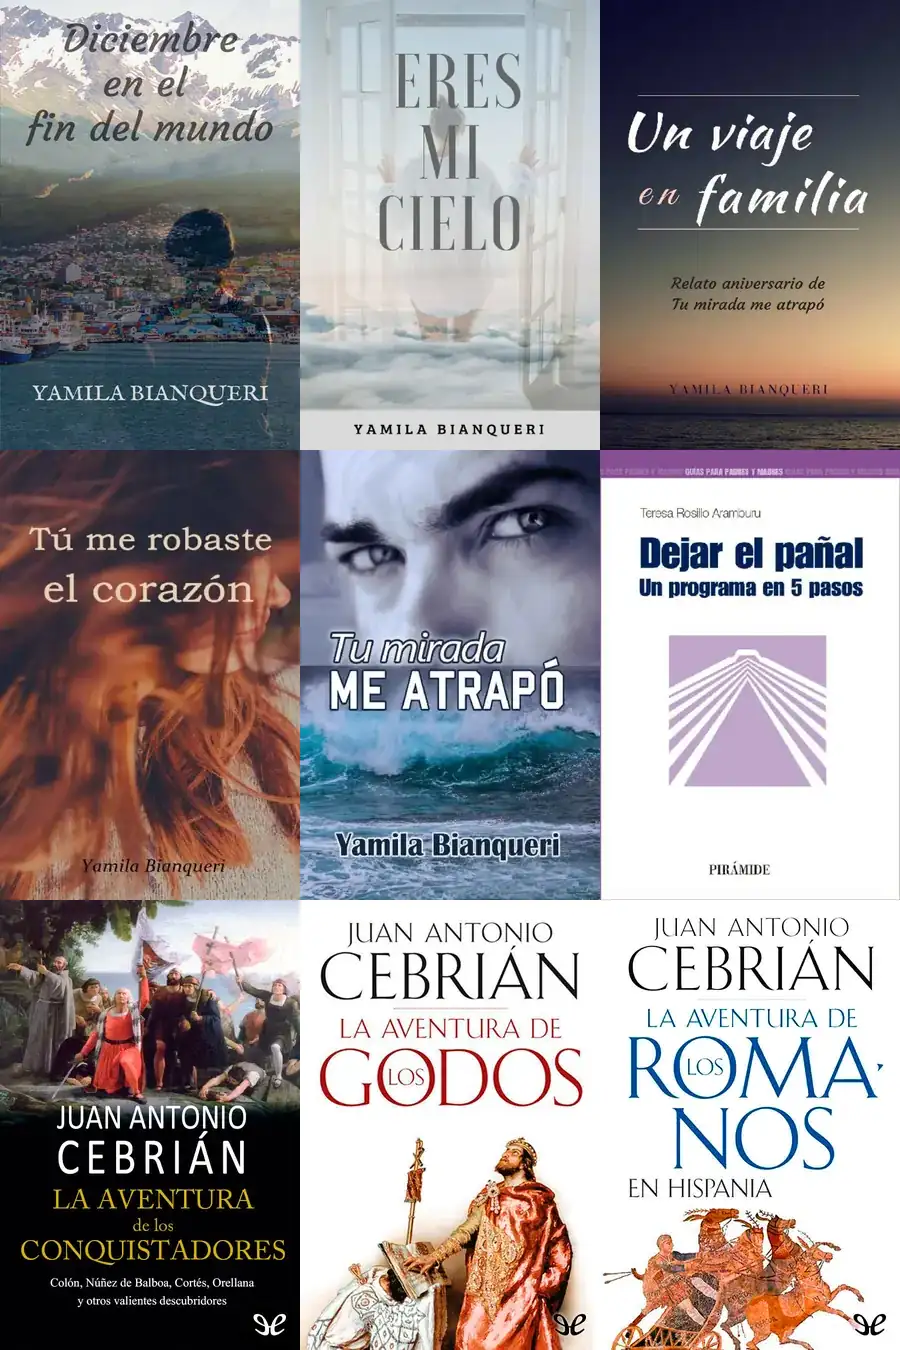 Diciembre
en el
fin del mundo
YAMILA BIANQUERI
ERES
MI
CIELO
YAMILA BIANQUERI
Un viaje
en familia
Relato aniversario de
Tu mirada me atrapó
YAMILA BIANQUERI
Tú me robaste
el corazón
Yamila Bianqueri
Tu mirada
ME ATRAPÓ
Yamila Bianqueri
GUÍAS PARA PADRES Y MADRES
Teresa Rosillo Aramburu
Dejar el pañal
Un programa en 5 pasos
PIRÁMIDE
JUAN ANTONIO
CEBRIÁN
LA AVENTURA
de los
CONQUISTADORES
Colón, Núñez de Balboa, Cortés, Orellana
y otros valientes descubridores
JUAN ANTONIO
CEBRIÁN
LA AVENTURA DE
LOS
GODOS
JUAN ANTONIO
CEBRIÁN
LA AVENTURA DE
LOS
ROMA-
NOS
EN HISPANIA